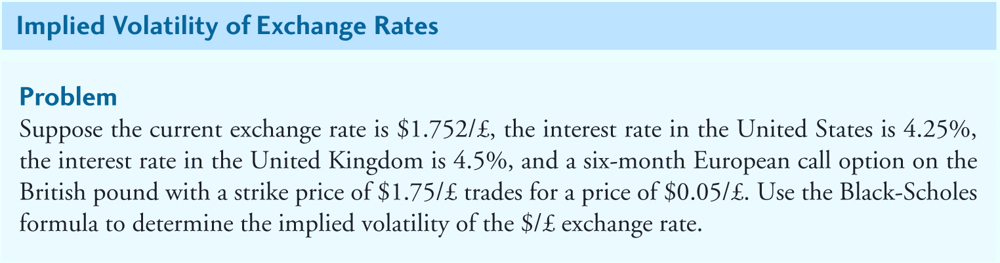 Implied Volatility of Exchange Rates
Problem
Suppose the current exchange rate is $1.752/£, the interest rate in the United States is 4.25%,
the interest rate in the United Kingdom is 4.5%, and a six-month European call option on the
British pound with a strike price of $1.75/£ trades for a price of $0.05/£. Use the Black-Scholes
formula to determine the implied volatility of the $/£ exchange rate.